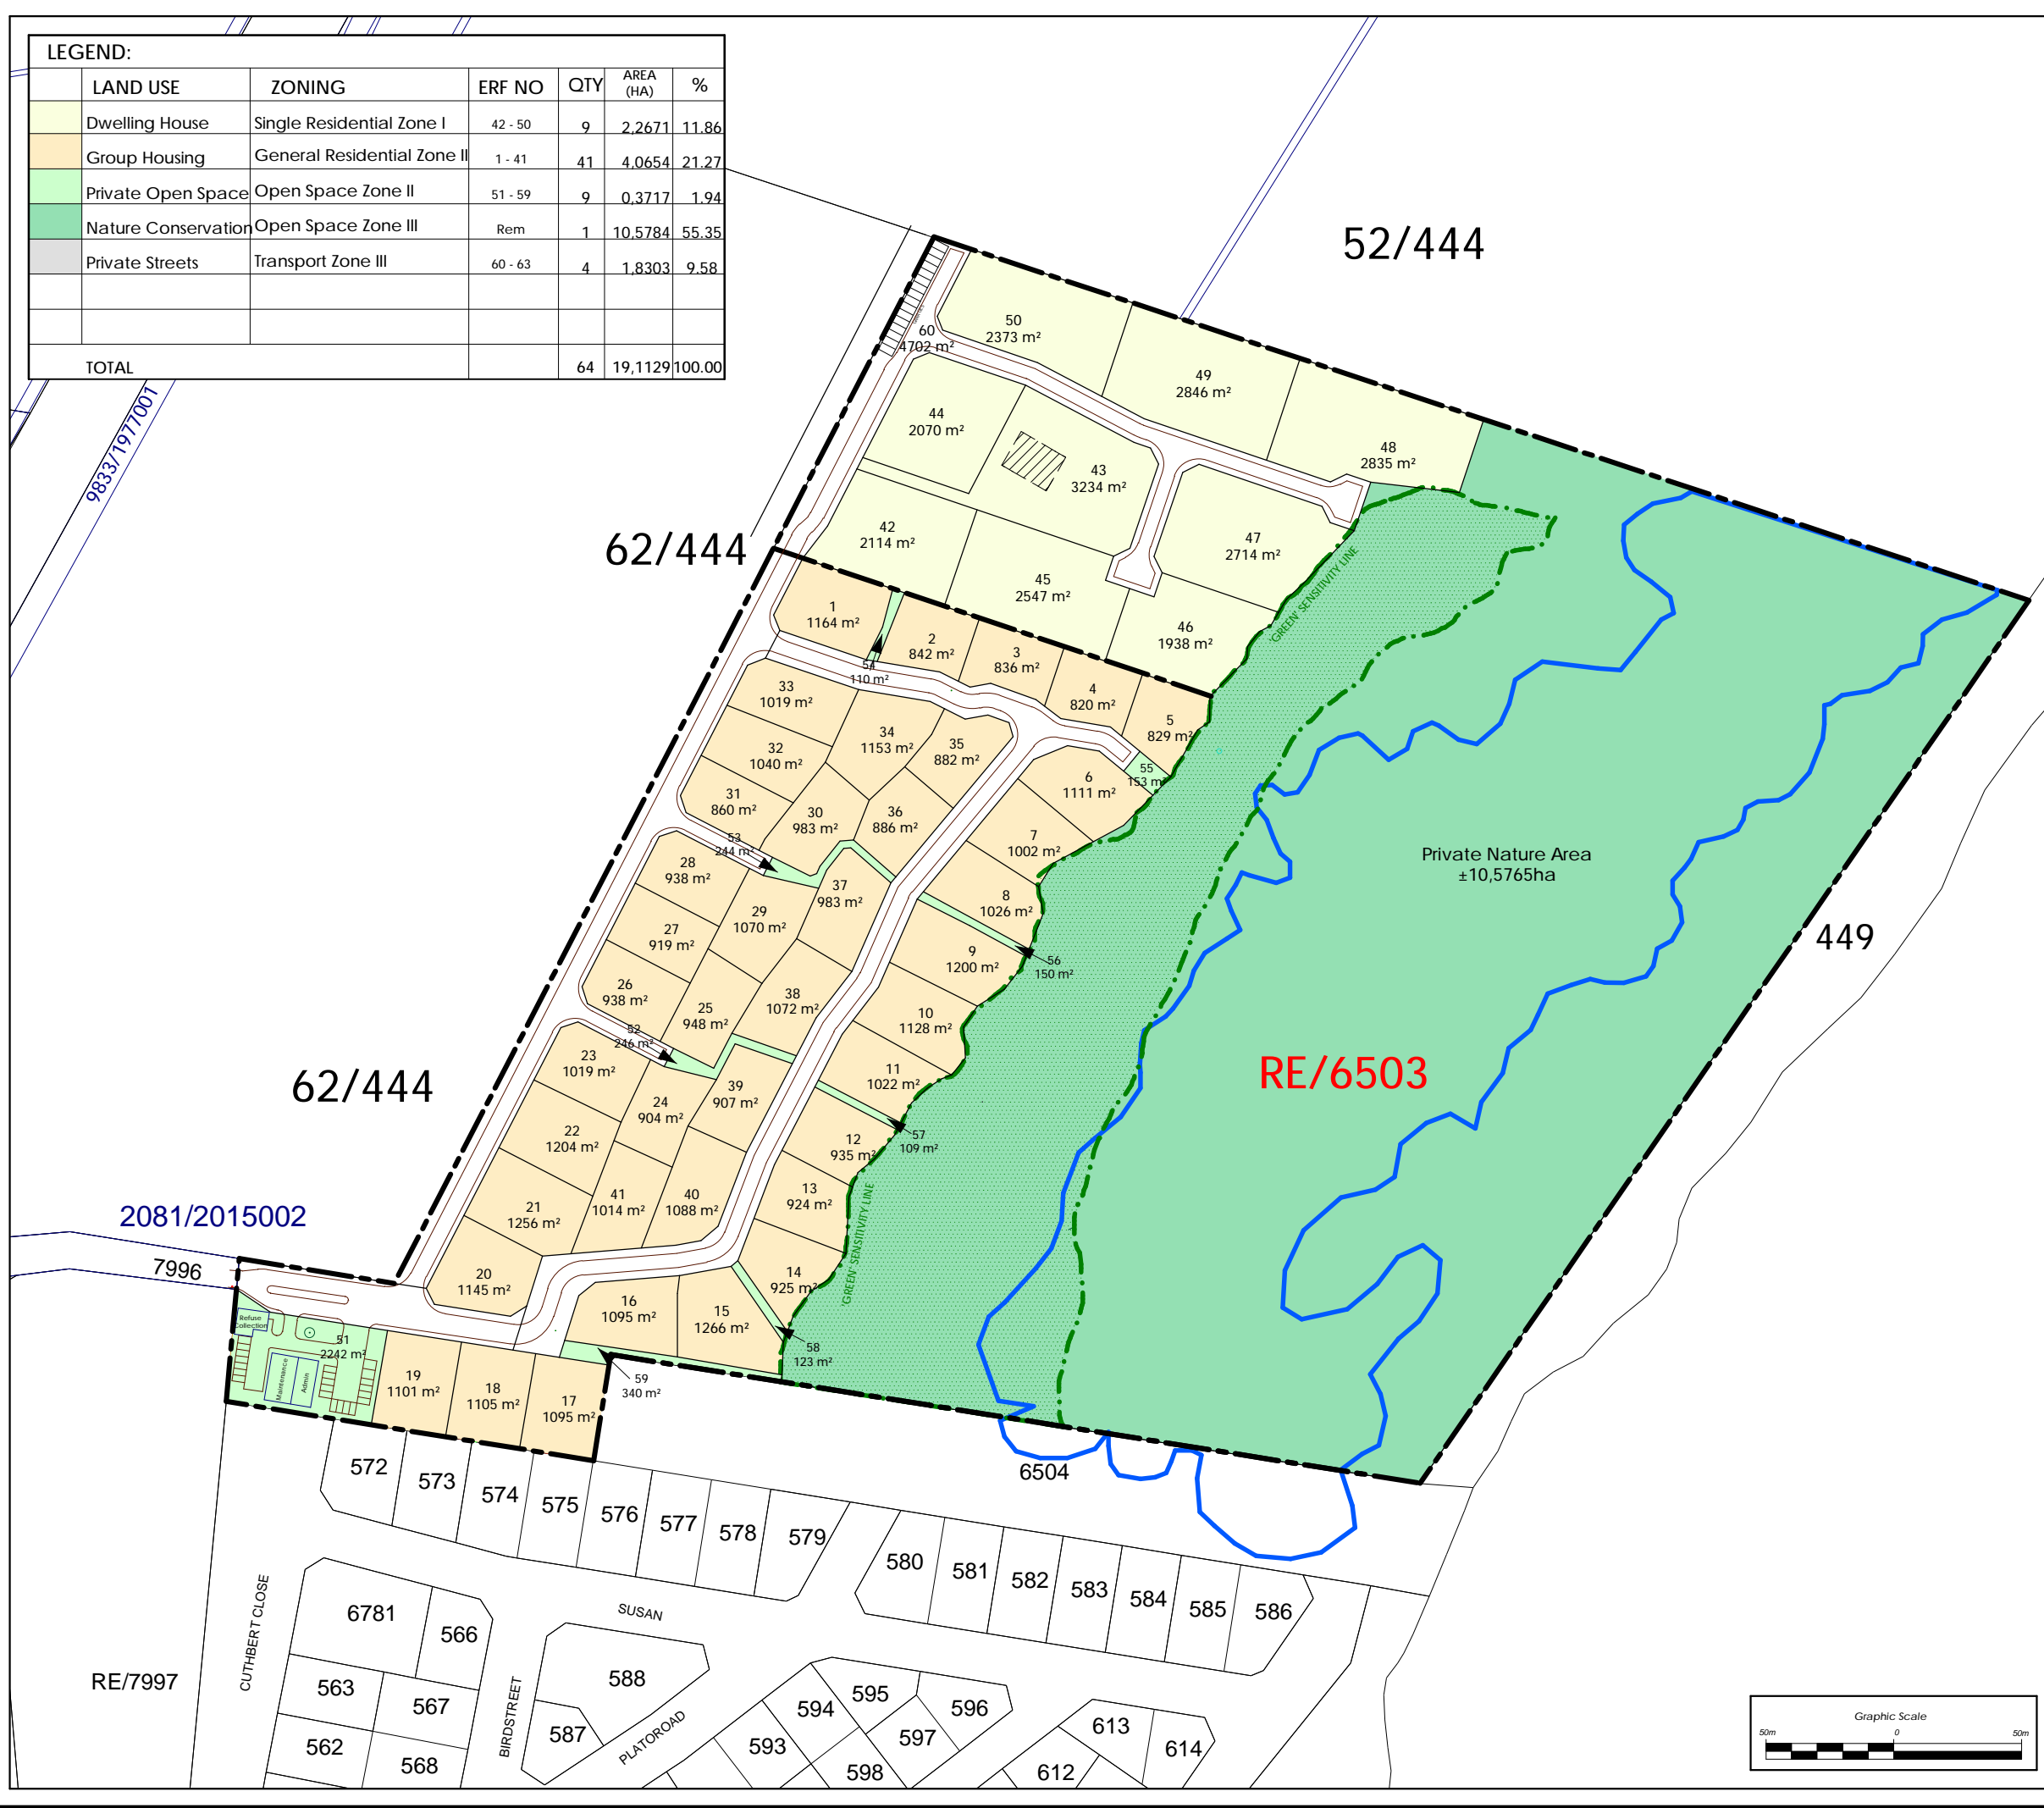 LEGEND:
LAND USE ZONING ERF NO QTY AREA (HA) %
Dwelling House Single Residential Zone I 42 - 50 9 2,2671 11.86
Group Housing General Residential Zone II 1 - 41 41 4,0654 21.27
Private Open Space Open Space Zone II 51 - 59 9 0,3717 1.94
Nature Conservation Open Space Zone III Rem 1 10,5784 55.35
Private Streets Transport Zone III 60 - 63 4 1,8303 9.58
TOTAL 64 19,1129 100.00
9833/1977001
52/444
62/444
62/444
449
RE/6503
Private Nature Area
±10,5765ha
2081/2015002
7996
50
2373 m²
60
4702 m²
49
2846 m²
48
2835 m²
44
2070 m²
43
3234 m²
42
2114 m²
47
2714 m²
45
2547 m²
46
1938 m²
'GREEN' SENSITIVITY LINE
1
1164 m²
2
842 m²
3
836 m²
4
820 m²
5
829 m²
54
110 m²
33
1019 m²
34
1153 m²
35
882 m²
32
1040 m²
31
860 m²
30
983 m²
36
886 m²
6
1111 m²
55
153 m²
7
1002 m²
53
244 m²
28
938 m²
37
983 m²
8
1026 m²
29
1070 m²
27
919 m²
9
1200 m²
56
150 m²
26
938 m²
25
948 m²
38
1072 m²
10
1128 m²
52
246 m²
23
1019 m²
11
1022 m²
39
907 m²
24
904 m²
22
1204 m²
12
935 m²
57
109 m²
21
1256 m²
41
1014 m²
40
1088 m²
13
924 m²
'GREEN' SENSITIVITY LINE
20
1145 m²
14
925 m²
16
1095 m²
15
1266 m²
58
123 m²
59
340 m²
Refuse
Collection
51
2242 m²
Maintenance
Admin
19
1101 m²
18
1105 m²
17
1095 m²
6504
572
573
574
575
576
577
578
579
580
581
582
583
584
585
586
CUTHBERT CLOSE
SUSAN
BIRDSTREET
PLATOROAD
6781
566
563
567
562
568
588
587
RE/7997
593
594
595
596
597
598
613
614
612
Graphic Scale
50m 0 50m